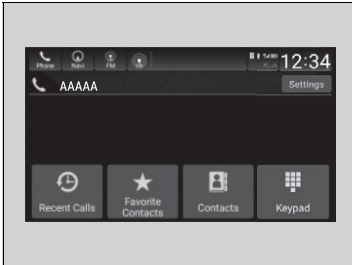 Phone Navi FM
12:34
AAAAA
Settings
Recent Calls
Favorite
Contacts
Contacts
Keypad